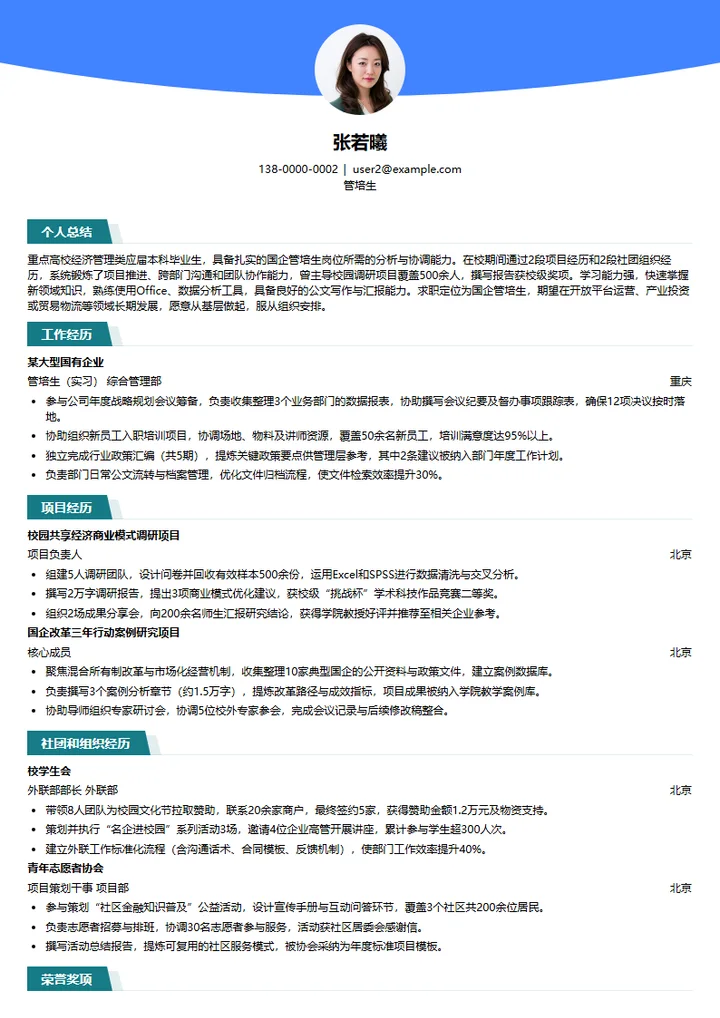 张若曦
138-0000-0002 | user2@example.com
管培生
个人总结
重点高校经济管理类应届本科毕业生，具备扎实的国企管培生岗位所需的分析与协调能力。在校期间通过2段项目经历和2段社团组织经
历，系统锻炼了项目推进、跨部门沟通和团队协作能力，曾主导校园调研项目覆盖500余人，撰写报告获校级奖项。学习能力强，快速掌握
新领域知识，熟练使用Office、数据分析工具，具备良好的公文写作与汇报能力。求职定位为国企管培生，期望在开放平台运营、产业投资
或贸易物流等领域长期发展，愿意从基层做起，服从组织安排。
工作经历
某大型国有企业
管培生（实习） 综合管理部 重庆
• 参与公司年度战略规划会议筹备，负责收集整理3个业务部门的数据报表，协助撰写会议纪要及督办事项跟踪表，确保12项决议按时落
地。
• 协助组织新员工入职培训项目，协调场地、物料及讲师资源，覆盖50余名新员工，培训满意度达95%以上。
• 独立完成行业政策汇编（共5期），提炼关键政策要点供管理层参考，其中2条建议被纳入部门年度工作计划。
• 负责部门日常公文流转与档案管理，优化文件归档流程，使文件检索效率提升30%。
项目经历
校园共享经济商业模式调研项目
项目负责人 北京
• 组建5人调研团队，设计问卷并回收有效样本500余份，运用Excel和SPSS进行数据清洗与交叉分析。
• 撰写2万字调研报告，提出3项商业模式优化建议，获校级“挑战杯”学术科技作品竞赛二等奖。
• 组织2场成果分享会，向200余名师生汇报研究结论，获得学院教授好评并推荐至相关企业参考。
国企改革三年行动案例研究项目
核心成员 北京
• 聚焦混合所有制改革与市场化经营机制，收集整理10家典型国企的公开资料与政策文件，建立案例数据库。
• 负责撰写3个案例分析章节（约1.5万字），提炼改革路径与成效指标，项目成果被纳入学院教学案例库。
• 协助导师组织专家研讨会，协调5位校外专家参会，完成会议记录与后续修改稿整合。
社团和组织经历
校学生会
外联部部长 外联部 北京
• 带领8人团队为校园文化节拉取赞助，联系20余家商户，最终签约5家，获得赞助金额1.2万元及物资支持。
• 策划并执行“名企进校园”系列活动3场，邀请4位企业高管开展讲座，累计参与学生超300人次。
• 建立外联工作标准化流程（含沟通话术、合同模板、反馈机制），使部门工作效率提升40%。
青年志愿者协会
项目策划干事 项目部 北京
• 参与策划“社区金融知识普及”公益活动，设计宣传手册与互动问答环节，覆盖3个社区共200余位居民。
• 负责志愿者招募与排班，协调30名志愿者参与服务，活动获社区居委会感谢信。
• 撰写活动总结报告，提炼可复用的社区服务模式，被协会采纳为年度标准项目模板。
荣誉奖项